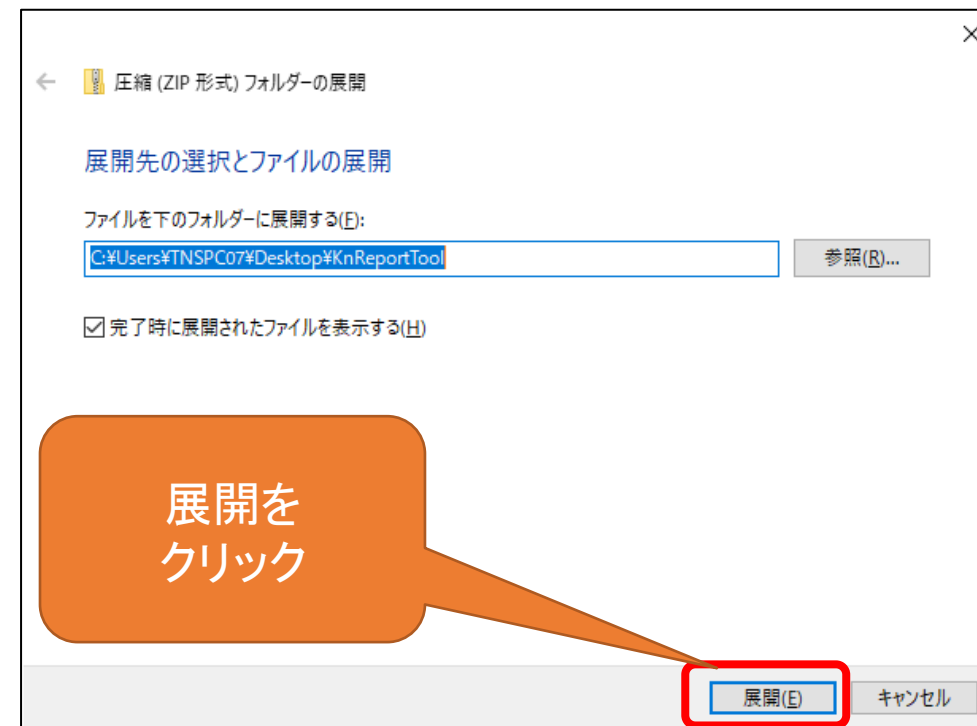 圧縮 (ZIP 形式) フォルダーの展開
展開先の選択とファイルの展開
ファイルを下のフォルダーに展開する(F):
C:¥Users¥TNSPC07¥Desktop¥KnReportTool
参照(R)...
完了時に展開されたファイルを表示する(H)
展開を
クリック
展開(E)
キャンセル